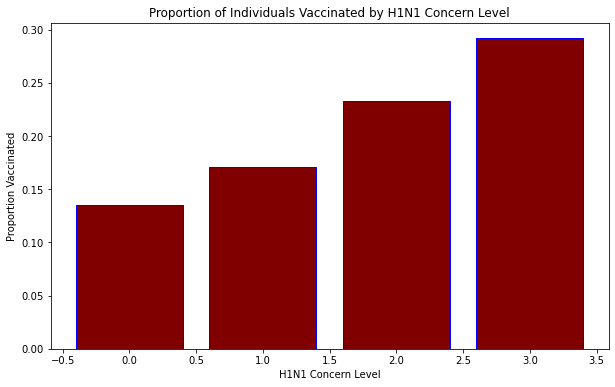 Proportion of Individuals Vaccinated by H1N1 Concern Level
0.30
0.25
0.20
0.15
0.10
0.05
0.00
Proportion Vaccinated
−0.5 0.0 0.5 1.0 1.5 2.0 2.5 3.0 3.5
H1N1 Concern Level